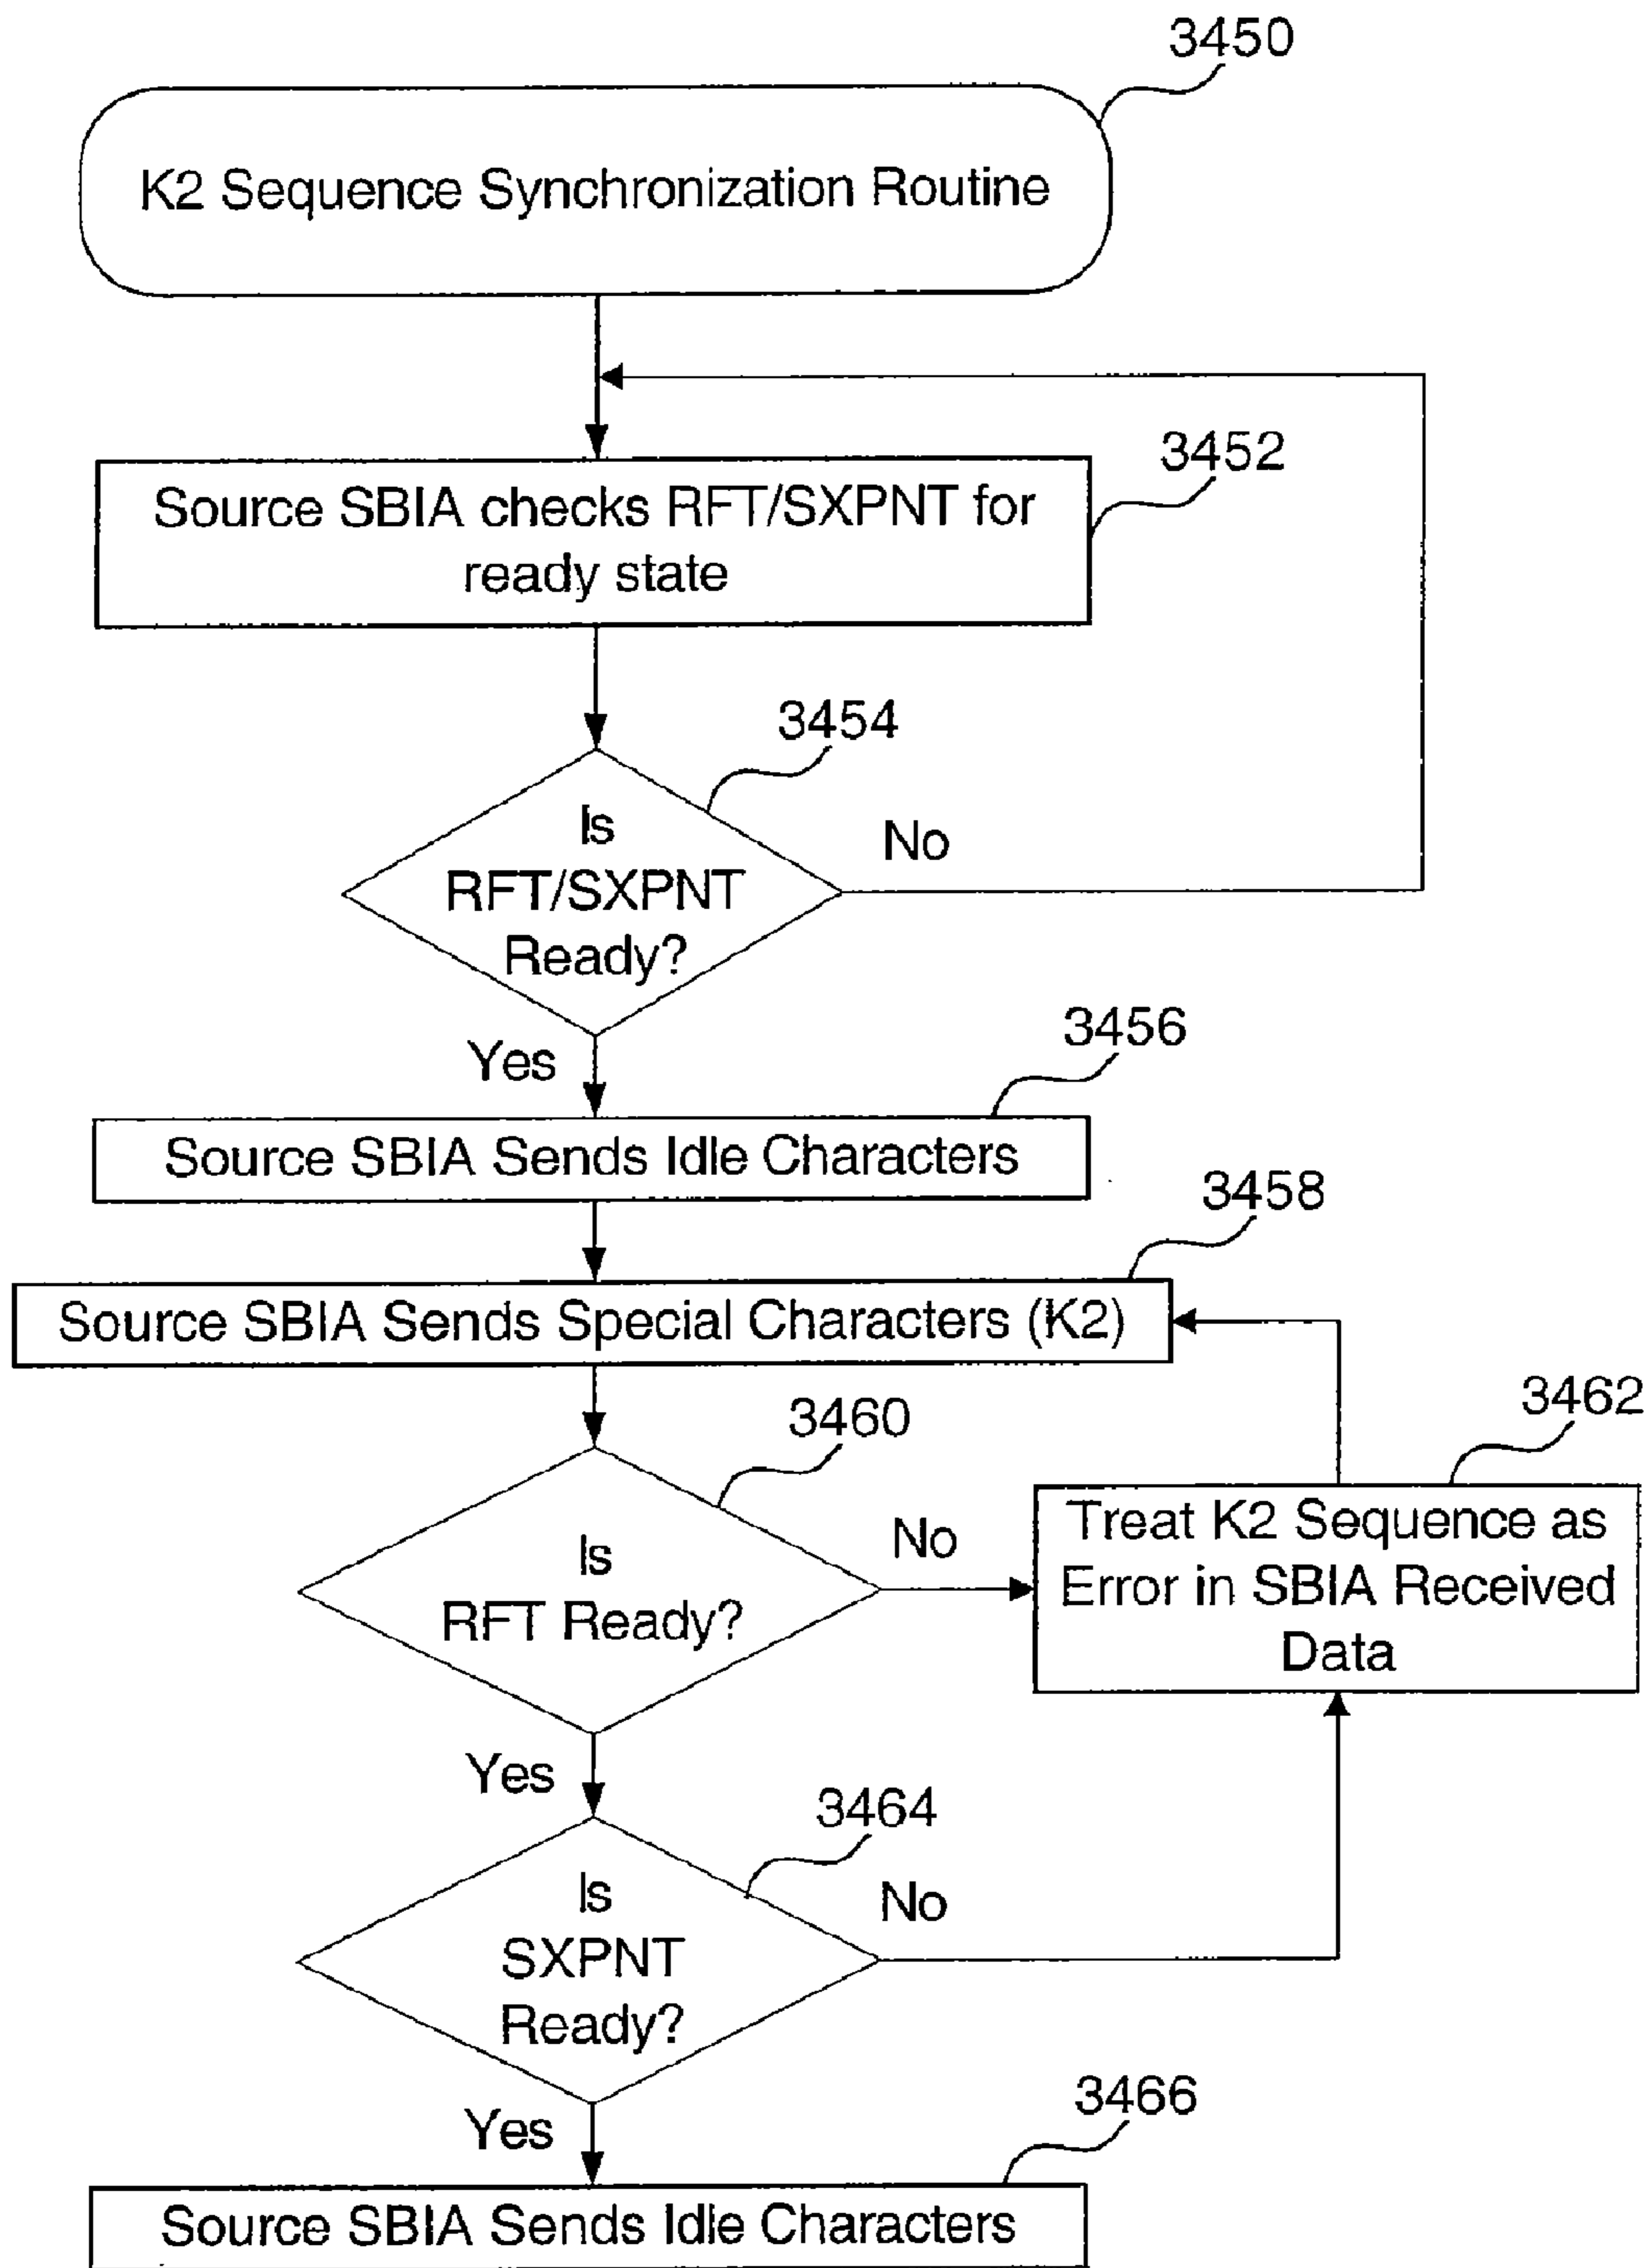 3450
K2 Sequence Synchronization Routine
3452
Source SBIA checks RFT/SXPNT for
ready state
3454
Is
RFT/SXPNT
Ready?
No
Yes
3456
Source SBIA Sends Idle Characters
3458
Source SBIA Sends Special Characters (K2)
3460
Is
RFT Ready?
No
3462
Treat K2 Sequence as
Error in SBIA Received
Data
Yes
3464
Is
SXPNT
Ready?
No
Yes
3466
Source SBIA Sends Idle Characters